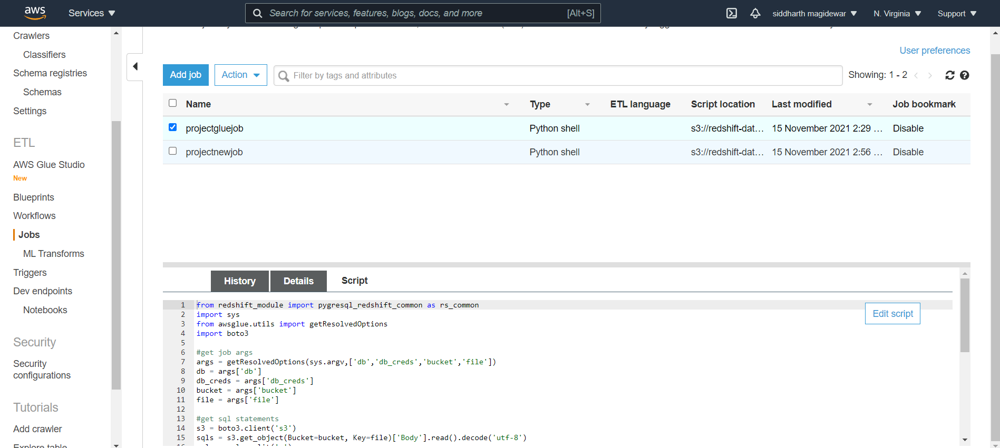 aws
Services
Search for services, features, blogs, docs, and more
[Alt+S]
siddharth magidewar
N. Virginia
Support
Crawlers
Classifiers
Schema registries
Schemas
Settings
ETL
AWS Glue Studio
New
Blueprints
Workflows
Jobs
ML Transforms
Triggers
Dev endpoints
Notebooks
Security
Security
configurations
Tutorials
Add crawler
Explore table
User preferences
Add job
Action
Filter by tags and attributes
Showing: 1 - 2
Name Type ETL language Script location Last modified Job bookmark
projectgluejob Python shell s3://redshift-dat... 15 November 2021 2:29 ... Disable
projectnewjob Python shell s3://redshift-dat... 15 November 2021 2:56 ... Disable
History
Details
Script
Edit script
1 from redshift_module import pygresql_redshift_common as rs_common
2 import sys
3 from awsglue.utils import getResolvedOptions
4 import boto3
5
6 #get job args
7 args = getResolvedOptions(sys.argv,['db','db_creds','bucket','file'])
8 db = args['db']
9 db_creds = args['db_creds']
10 bucket = args['bucket']
11 file = args['file']
12
13 #get sql statements
14 s3 = boto3.client('s3')
15 sqls = s3.get_object(Bucket=bucket, Key=file)['Body'].read().decode('utf-8')